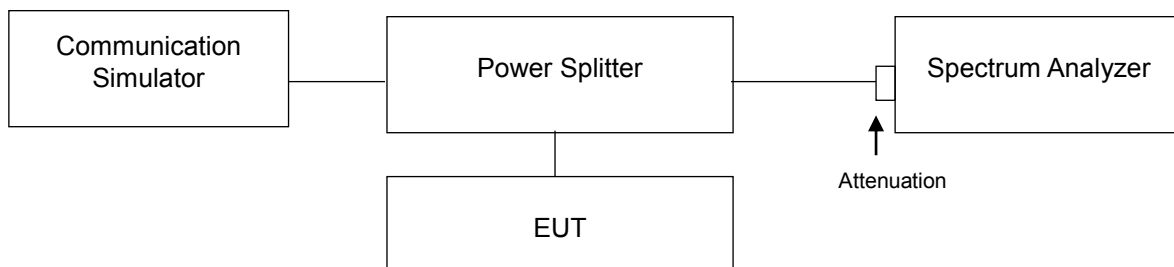 Communication
Simulator
Power Splitter
Spectrum Analyzer
Attenuation
EUT